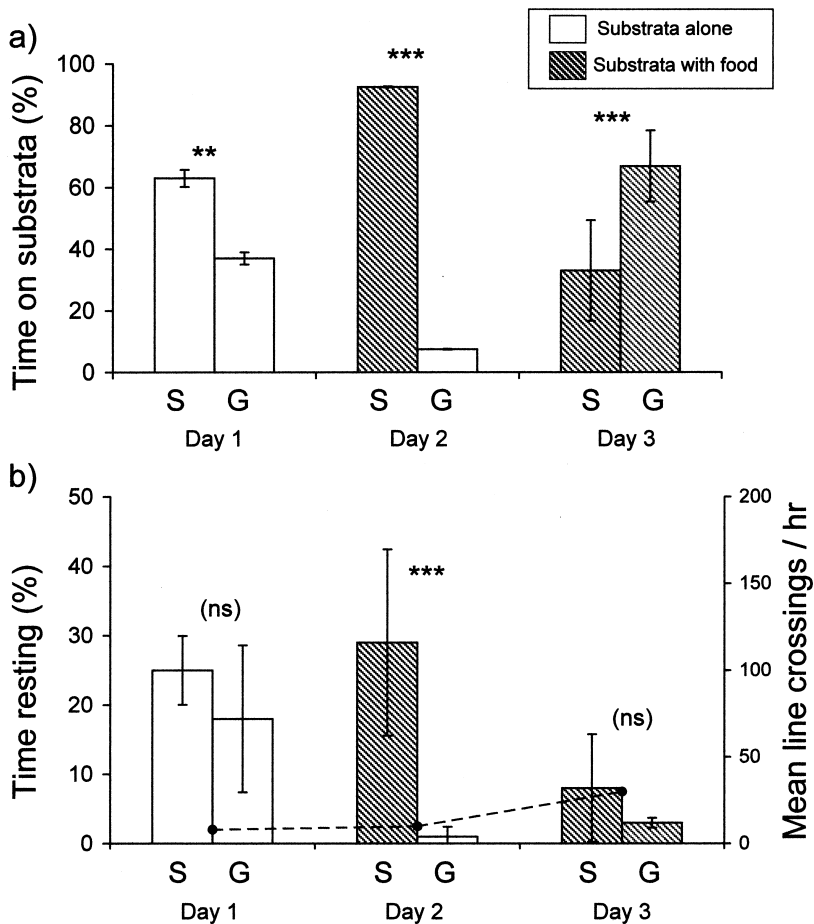 a)
Substrata alone
Substrata with food
Time on substrata (%)
100
80
60
40
20
0
**
***
***
S G S G S G
Day 1 Day 2 Day 3
b)
Time resting (%)
50
40
30
20
10
0
(ns)
***
(ns)
200
150
100
50
0
Mean line crossings / hr
S G S G S G
Day 1 Day 2 Day 3